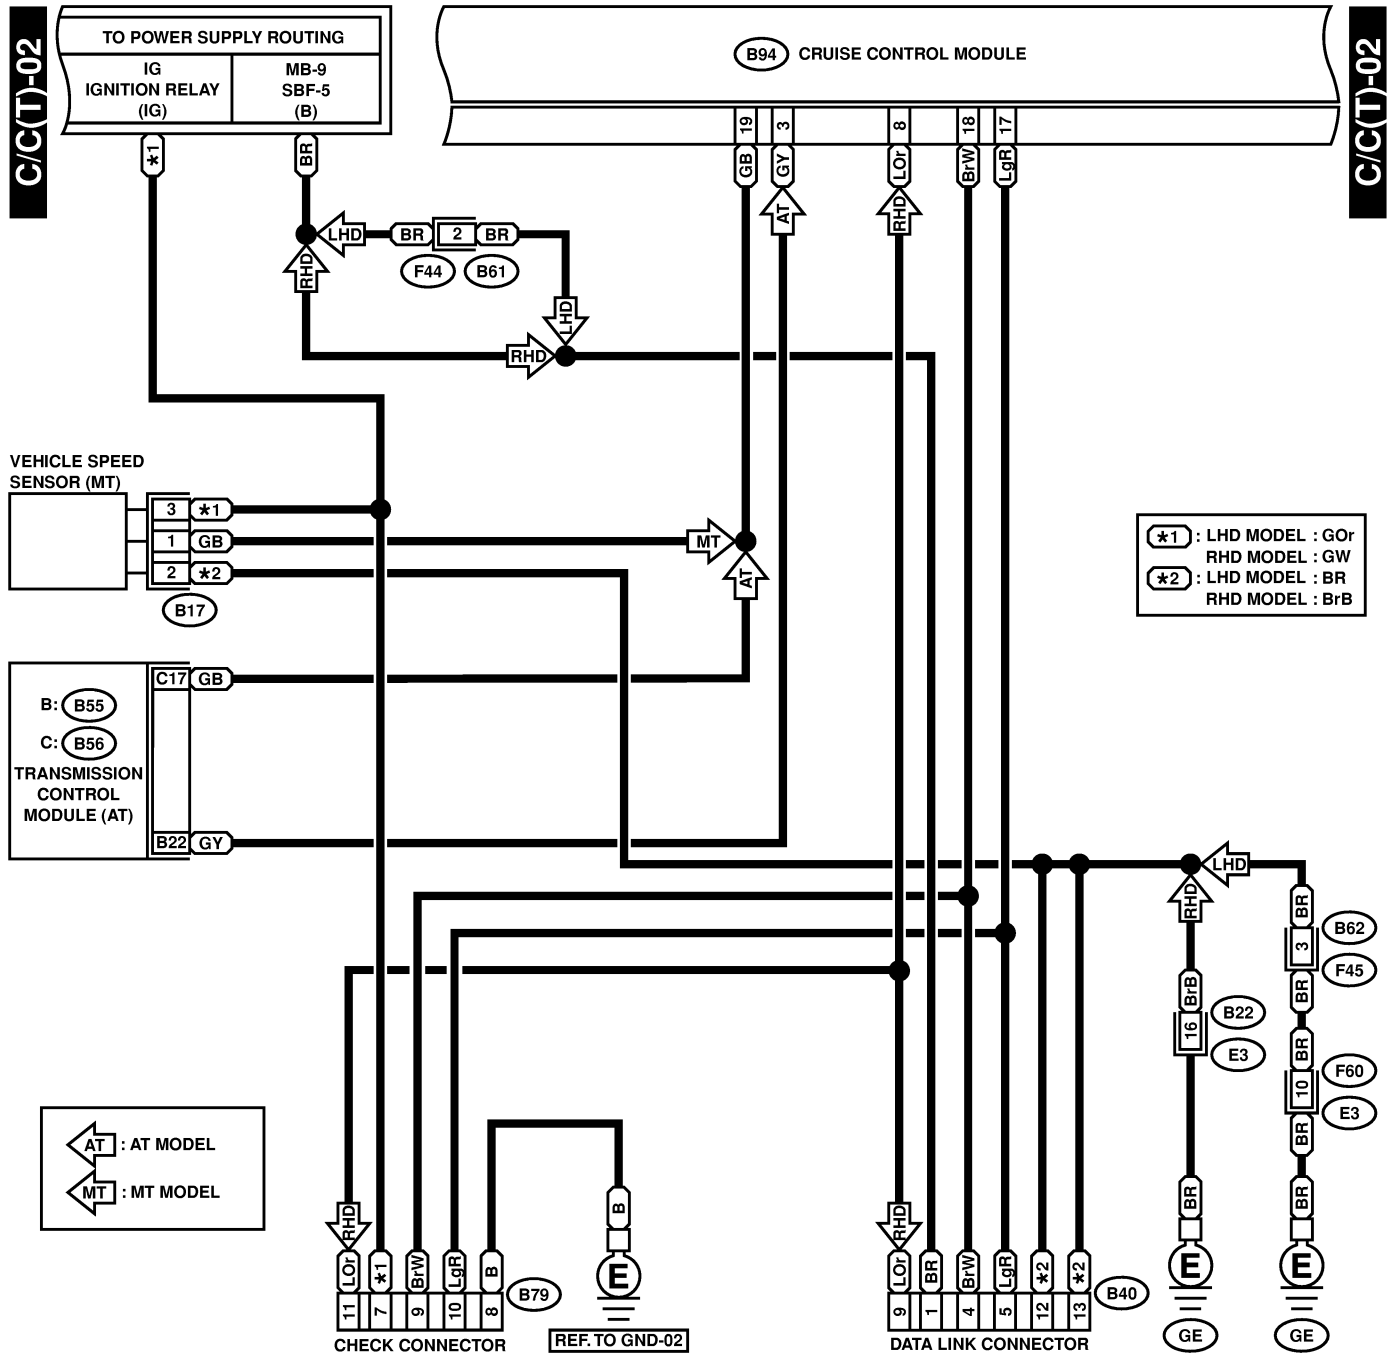 C/C(T)-02
TO POWER SUPPLY ROUTING
IG
IGNITION RELAY
(IG)
MB-9
SBF-5
(B)
B94 CRUISE CONTROL MODULE
C/C(T)-02
19 3 8 18 17
*1 BR GB GY LOr BrW LgR
AT RHD
LHD BR 2 BR
F44 B61
RHD
LHD
RHD
VEHICLE SPEED
SENSOR (MT)
3 *1
1 GB MT
2 *2
AT
B17
*1 : LHD MODEL : GOr
RHD MODEL : GW
*2 : LHD MODEL : BR
RHD MODEL : BrB
C17 GB
B: B55
C: B56
TRANSMISSION
CONTROL
MODULE (AT)
B22 GY
LHD
RHD BR
3 B62
F45
BrB BR
16 B22
E3
BR
10 F60
E3
BR
AT : AT MODEL
MT : MT MODEL
BR BR
B
RHD RHD
LOr *1 BrW LgR B
11 7 9 10 8
B79
CHECK CONNECTOR
E
REF. TO GND-02
LOr BR BrW LgR *2 *2
9 1 4 5 12 13
B40
DATA LINK CONNECTOR
E E
GE GE